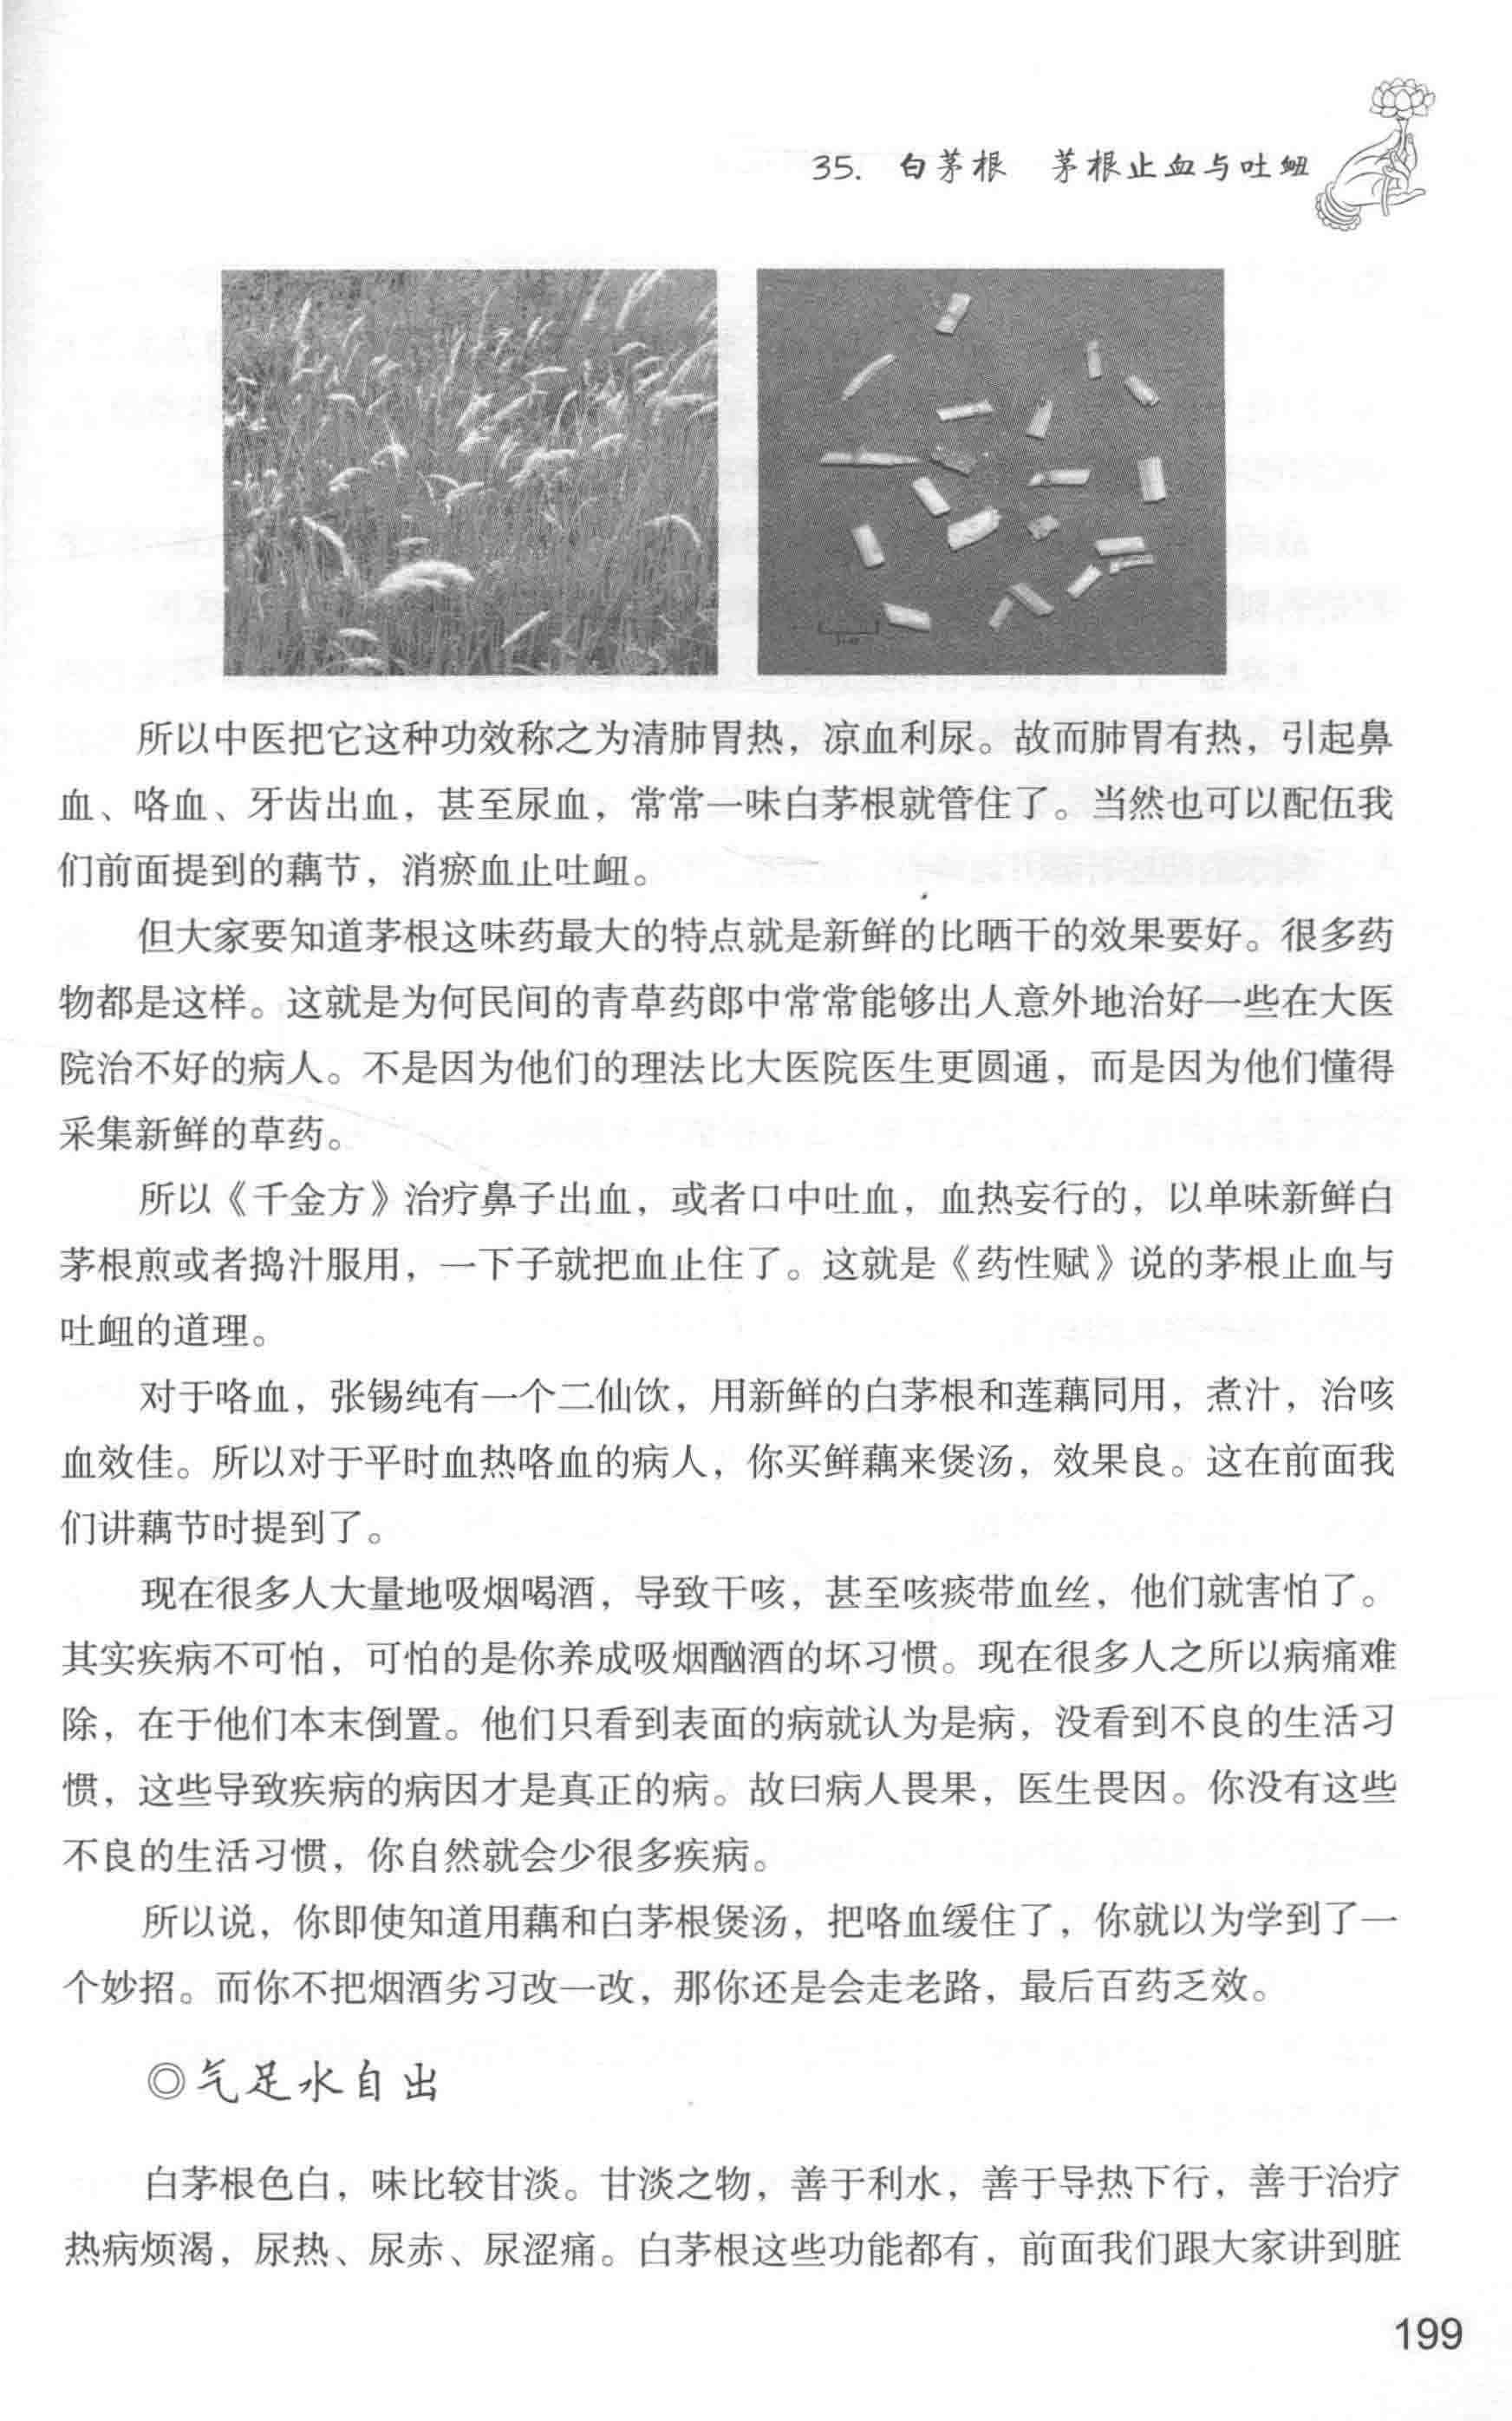 35. 白茅根 茅根止血与吐衄
所以中医把它这种功效称之为清肺胃热，凉血利尿。故而肺胃有热，引起鼻
血、咯血、牙齿出血，甚至尿血，常常一味白茅根就管住了。当然也可以配伍我
们前面提到的藕节，消瘀血止吐衄。
但大家要知道茅根这味药最大的特点就是新鲜的比晒干的效果要好。很多药
物都是这样。这就是为何民间的青草药郎中常常能够出人意外地治好一些在大医
院治不好的病人。不是因为他们的理法比大医院医生更圆通，而是因为他们懂得
采集新鲜的草药。
所以《千金方》治疗鼻子出血，或者口中吐血，血热妄行的，以单味新鲜白
茅根煎或者捣汁服用，一下子就把血止住了。这就是《药性赋》说的茅根止血与
吐衄的道理。
对于咯血，张锡纯有一个二仙饮，用新鲜的白茅根和莲藕同用，煮汁，治咳
血效佳。所以对于平时血热咯血的病人，你买鲜藕来煲汤，效果良。这在前面我
们讲藕节时提到了。
现在很多人大量地吸烟喝酒，导致干咳，甚至咳痰带血丝，他们就害怕了。
其实疾病不可怕，可怕的是你养成吸烟酗酒的坏习惯。现在很多人之所以病痛难
除，在于他们本末倒置。他们只看到表面的病就认为是病，没看到不良的生活习
惯，这些导致疾病的病因才是真正的病。故曰病人畏果，医生畏因。你没有这些
不良的生活习惯，你自然就会少很多疾病。
所以说，你即使知道用藕和白茅根煲汤，把咯血缓住了，你就以为学到了一
个妙招。而你不把烟酒劣习改一改，那你还是会走老路，最后百药乏效。
◎气足水自出
白茅根色白，味比较甘淡。甘淡之物，善于利水，善于导热下行，善于治疗
热病烦渴，尿热、尿赤、尿涩痛。白茅根这些功能都有，前面我们跟大家讲到脏
199